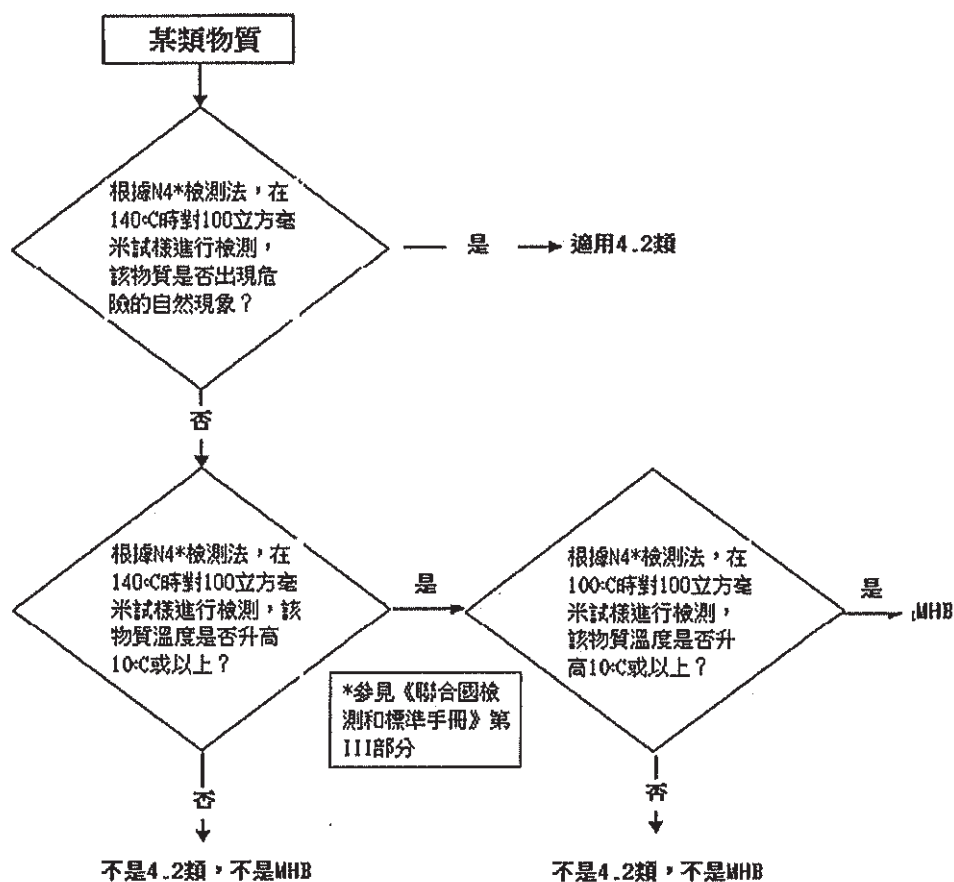 某類物質
根據N4*檢測法，在
140°C時對100立方毫
米試樣進行檢測，
該物質是否出現危
險的自然現象？
是
適用4.2類
否
根據N4*檢測法，在
140°C時對100立方毫
米試樣進行檢測，該
物質溫度是否升高
10°C或以上？
是
根據N4*檢測法，在
100°C時對100立方毫
米試樣進行檢測，
該物質溫度是否升
高10°C或以上？
是
MHB
*參見《聯合國檢
測和標準手冊》第
III部分
否
否
不是4.2類，不是MHB
不是4.2類，不是MHB